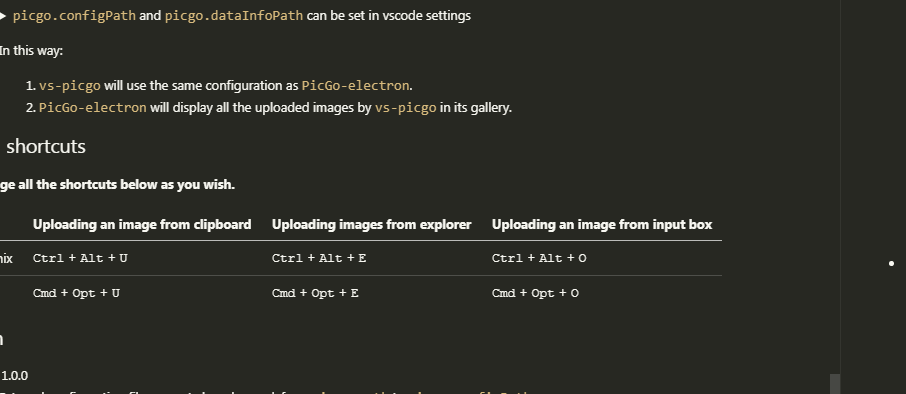 picgo.configPath and picgo.dataInfoPath can be set in vscode settings
In this way:
1. vs-picgo will use the same configuration as PicGo-electron.
2. PicGo-electron will display all the uploaded images by vs-picgo in its gallery.
shortcuts
ge all the shortcuts below as you wish.
Uploading an image from clipboard Uploading images from explorer Uploading an image from input box
nix Ctrl + Alt + U Ctrl + Alt + E Ctrl + Alt + O
Cmd + Opt + U Cmd + Opt + E Cmd + Opt + O
1.0.0